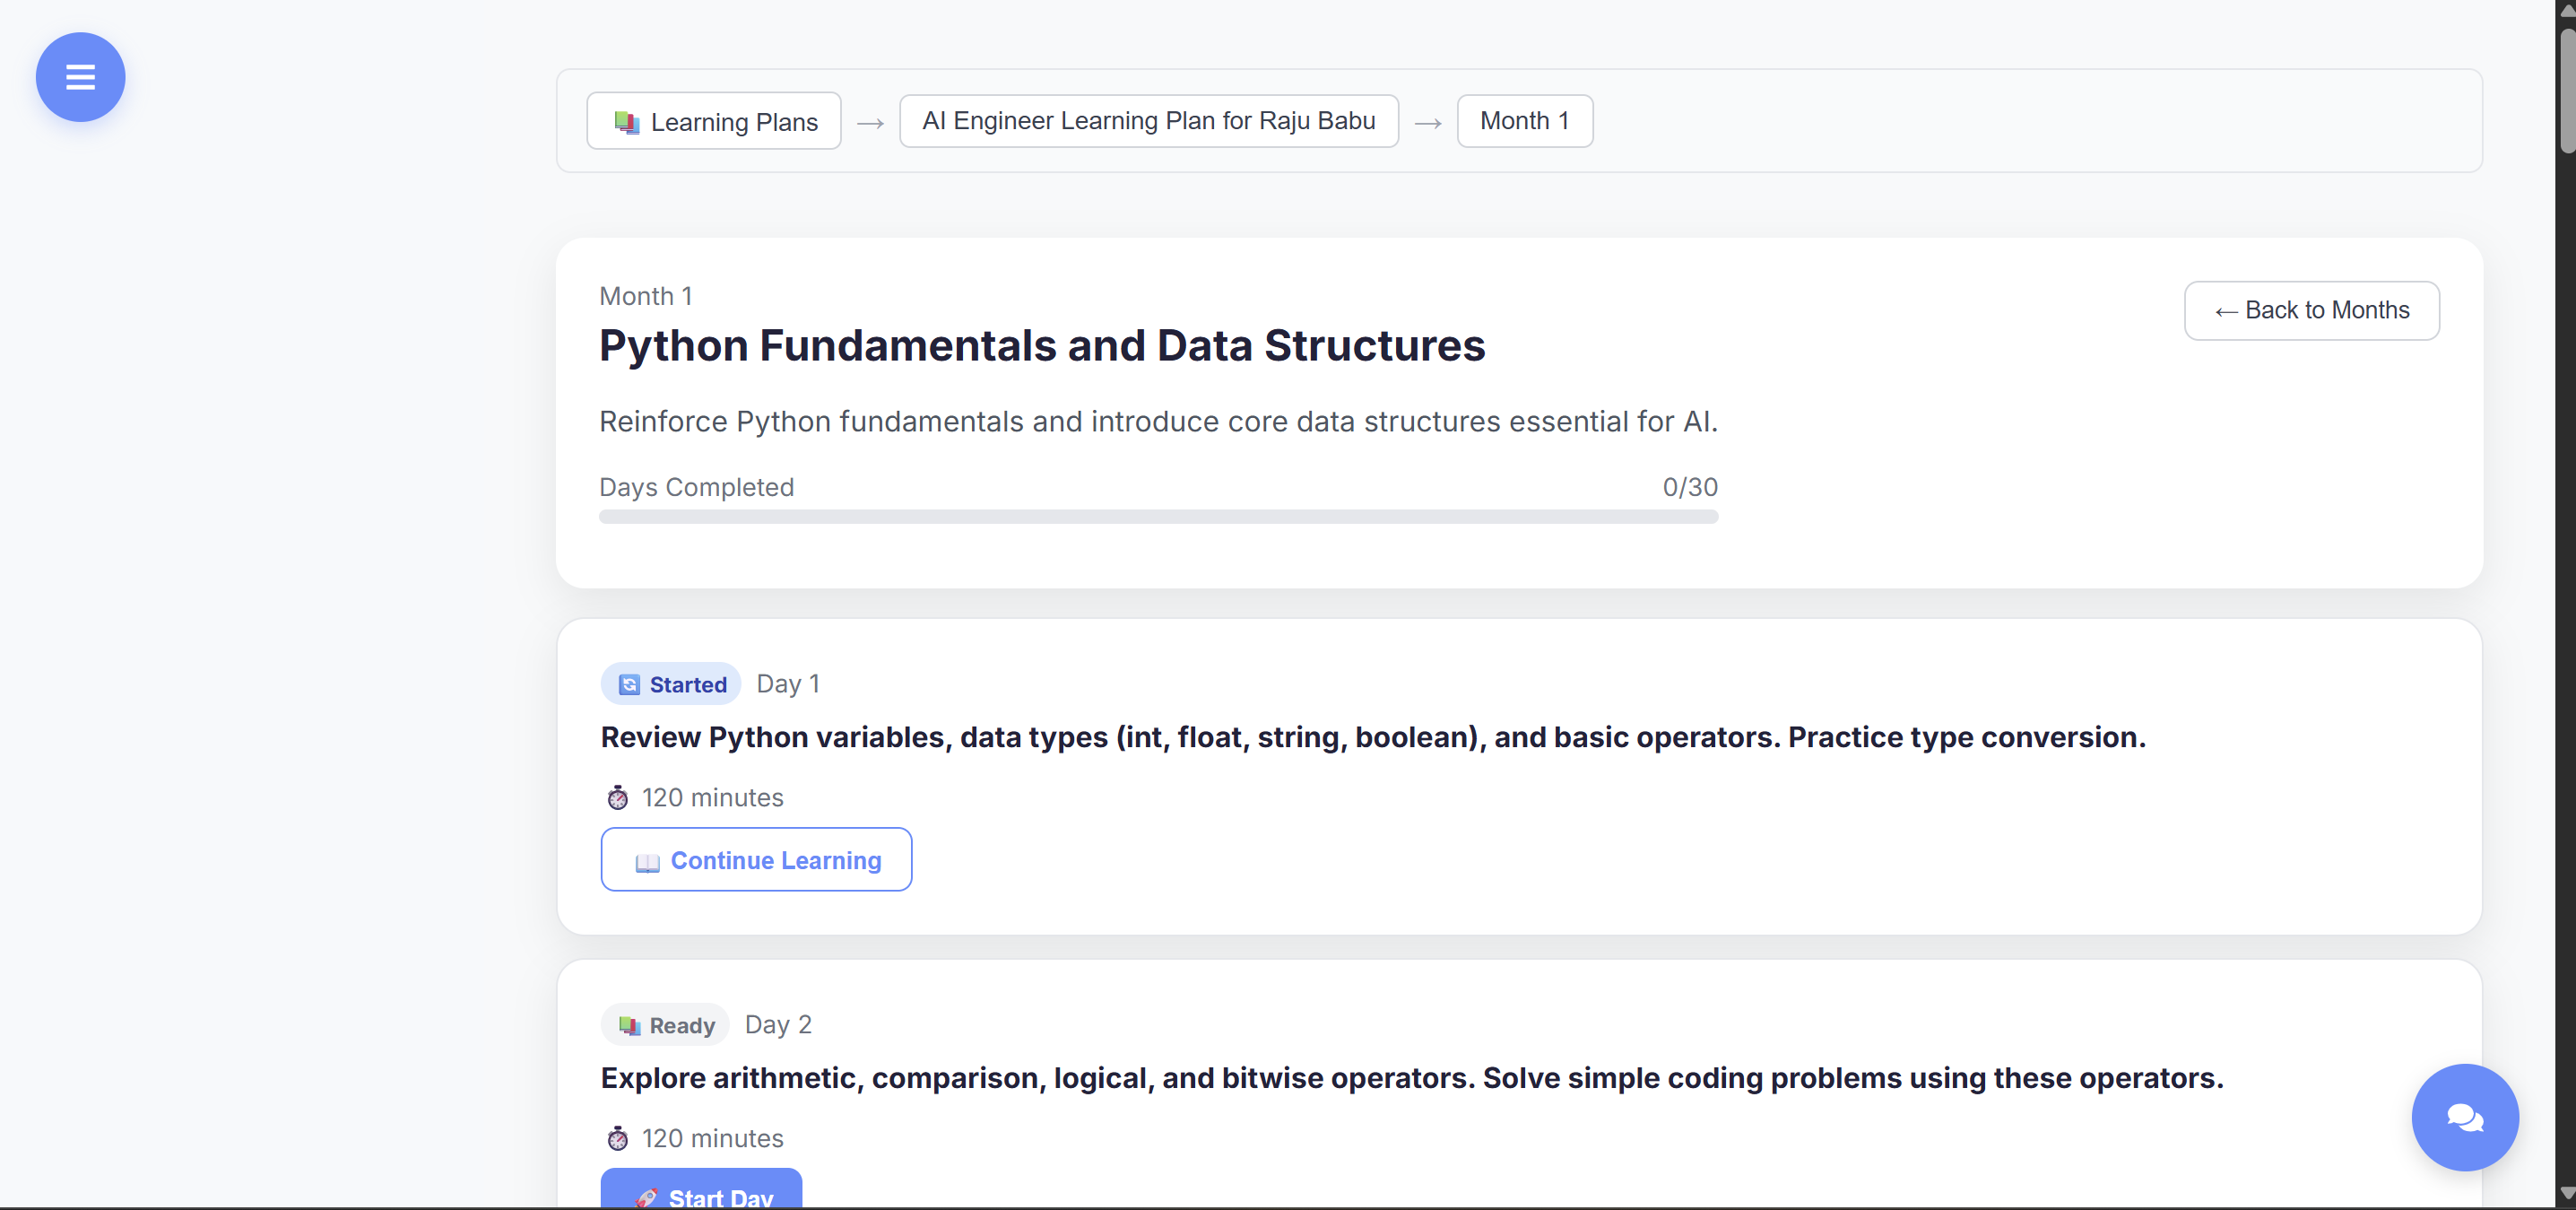 Learning Plans → AI Engineer Learning Plan for Raju Babu → Month 1
Month 1
← Back to Months
Python Fundamentals and Data Structures
Reinforce Python fundamentals and introduce core data structures essential for AI.
Days Completed 0/30
Started Day 1
Review Python variables, data types (int, float, string, boolean), and basic operators. Practice type conversion.
120 minutes
Continue Learning
Ready Day 2
Explore arithmetic, comparison, logical, and bitwise operators. Solve simple coding problems using these operators.
120 minutes
Start Day